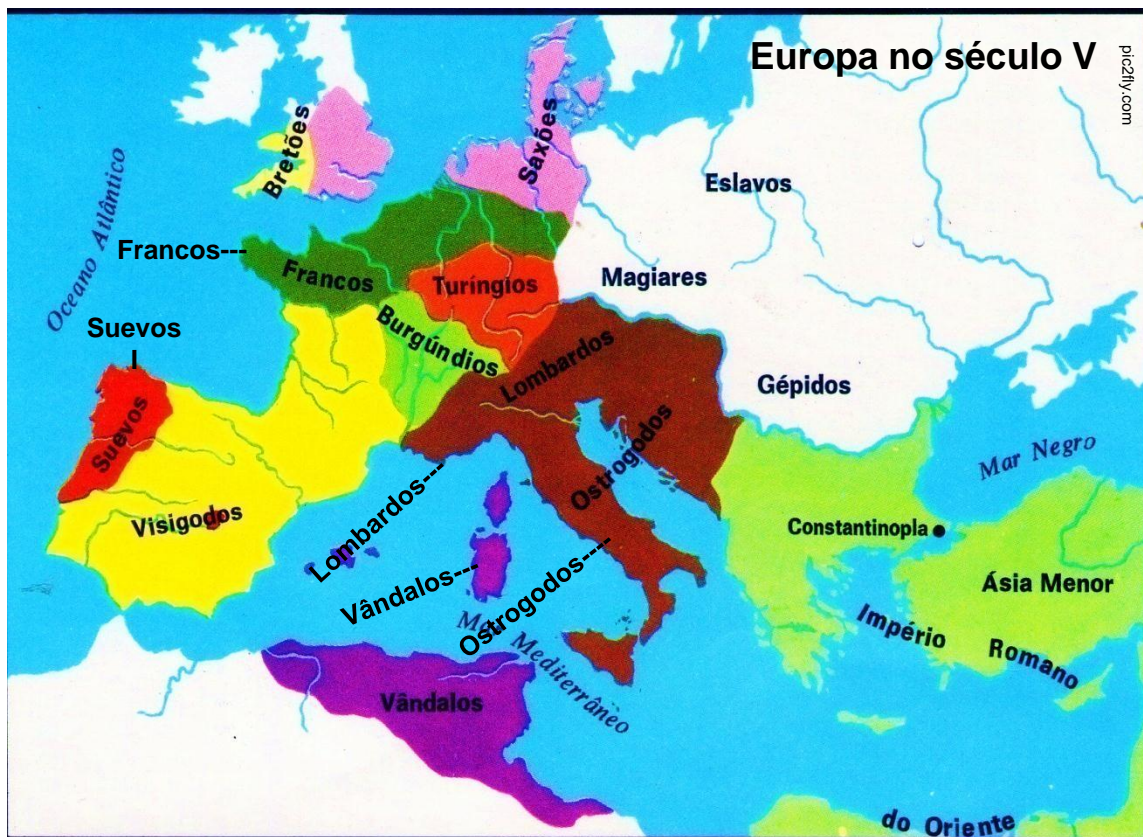 Europa no século V
pic2fly.com
Bretões
Saxões
Oceano Atlântico
Eslavos
Francos---
Francos
Turíngios
Magiares
Suevos
Burgúndios
Lombardos
Gépidos
Suevos
Ostrogodos
Mar Negro
Visigodos
Constantinopla
Lombardos---
Vândalos---
Ostrogodos----
Ásia Menor
Mar Mediterrâneo
Império Romano
Vândalos
do Oriente